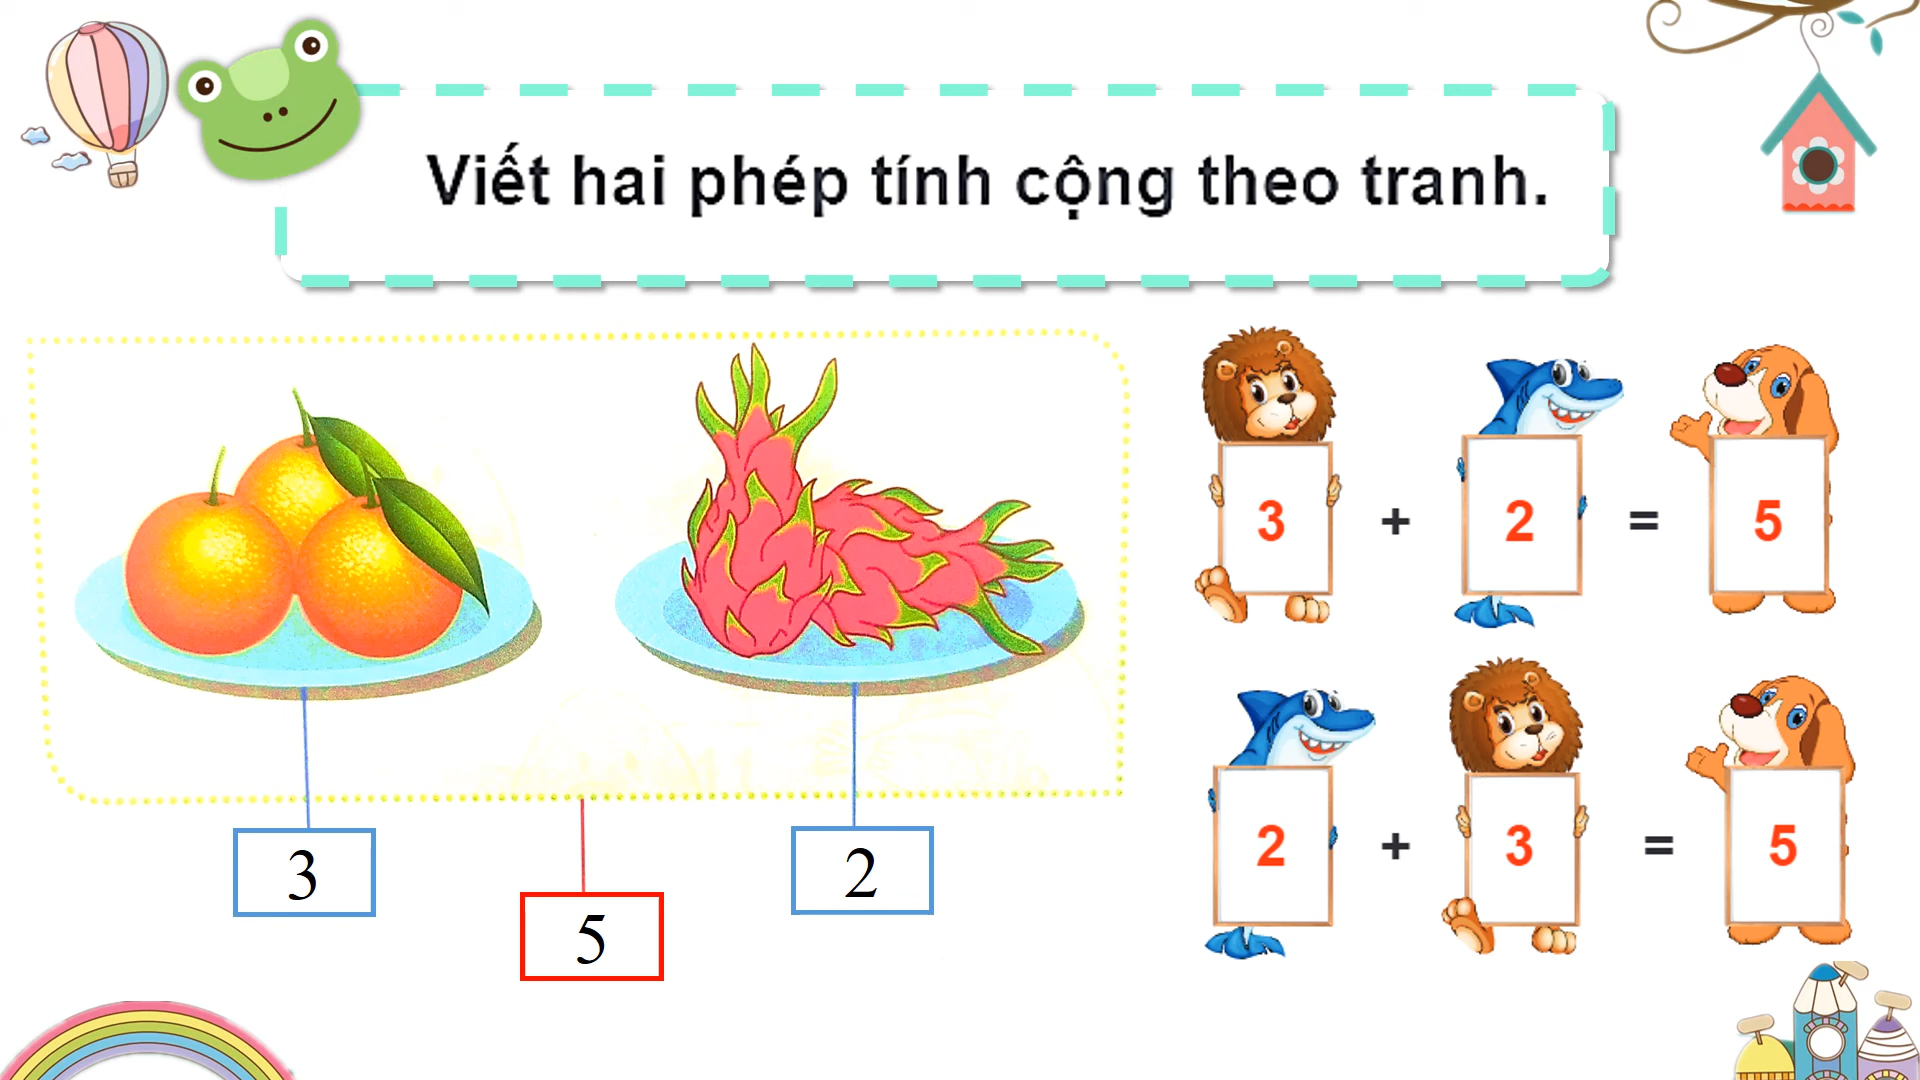 Viết hai phép tính cộng theo tranh.
3 + 2 = 5
2 + 3 = 5
3
2
5